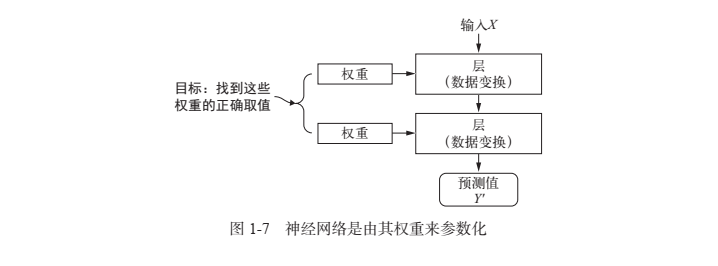 输入X
层
(数据变换)
权重
目标：找到这些
权重的正确取值
层
(数据变换)
权重
预测值
Y'
图 1-7　神经网络是由其权重来参数化